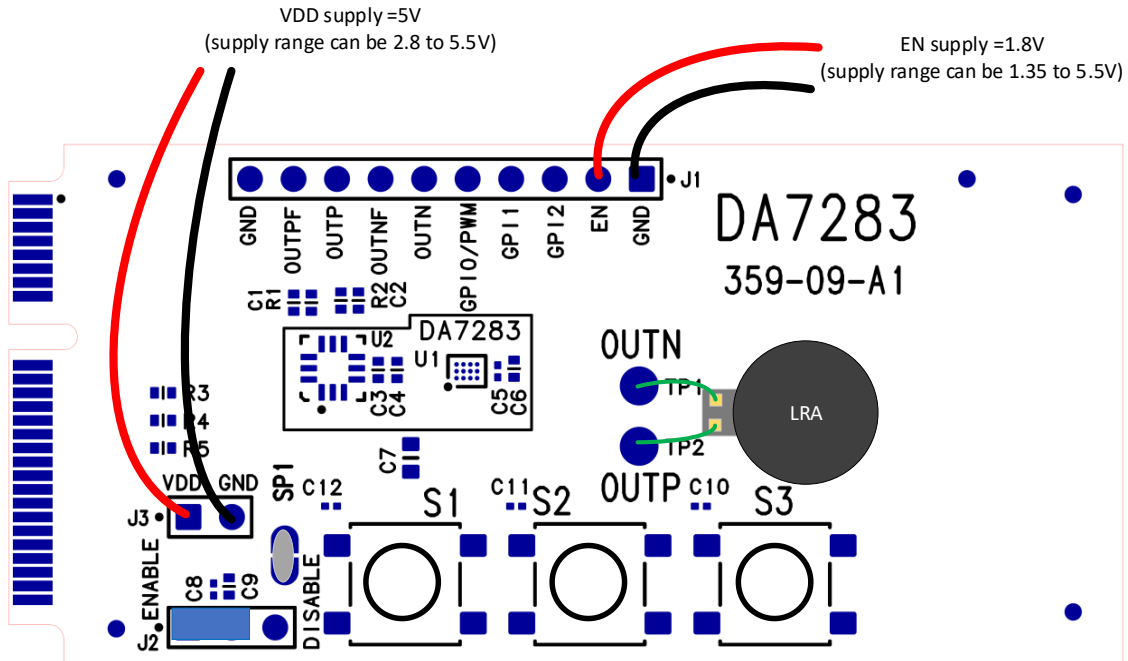 VDD supply =5V
(supply range can be 2.8 to 5.5V)
EN supply =1.8V
(supply range can be 1.35 to 5.5V)
J1
GND
OUTPF
OUTP
OUTNF
OUTN
GPIO/PWM
GPI1
GPI2
EN
GND
DA7283
359-09-A1
C1
R1
R2
C2
U2
DA7283
U1
C3
C4
C5
C6
OUTN
TP1
LRA
TP2
OUTP
R3
R4
R5
C7
VDD
GND
SP1
C12
S1
C11
S2
C10
S3
J3
ENABLE
C8
C9
DISABLE
J2